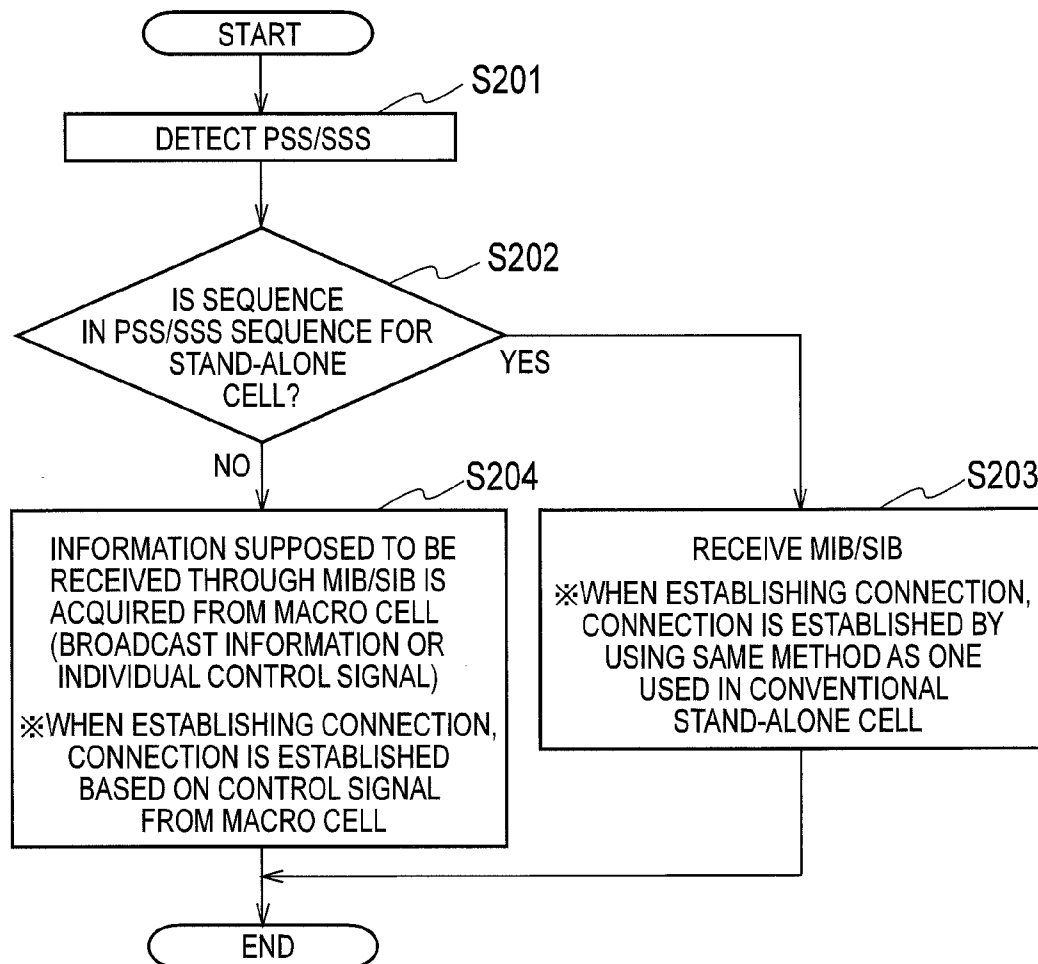 START
S201
DETECT PSS/SSS
S202
IS SEQUENCE
IN PSS/SSS SEQUENCE FOR
STAND-ALONE
CELL?
YES
NO
S204
INFORMATION SUPPOSED TO BE
RECEIVED THROUGH MIB/SIB IS
ACQUIRED FROM MACRO CELL
(BROADCAST INFORMATION OR
INDIVIDUAL CONTROL SIGNAL)
※WHEN ESTABLISHING CONNECTION,
CONNECTION IS ESTABLISHED
BASED ON CONTROL SIGNAL
FROM MACRO CELL
S203
RECEIVE MIB/SIB
※WHEN ESTABLISHING CONNECTION,
CONNECTION IS ESTABLISHED BY
USING SAME METHOD AS ONE
USED IN CONVENTIONAL
STAND-ALONE CELL
END